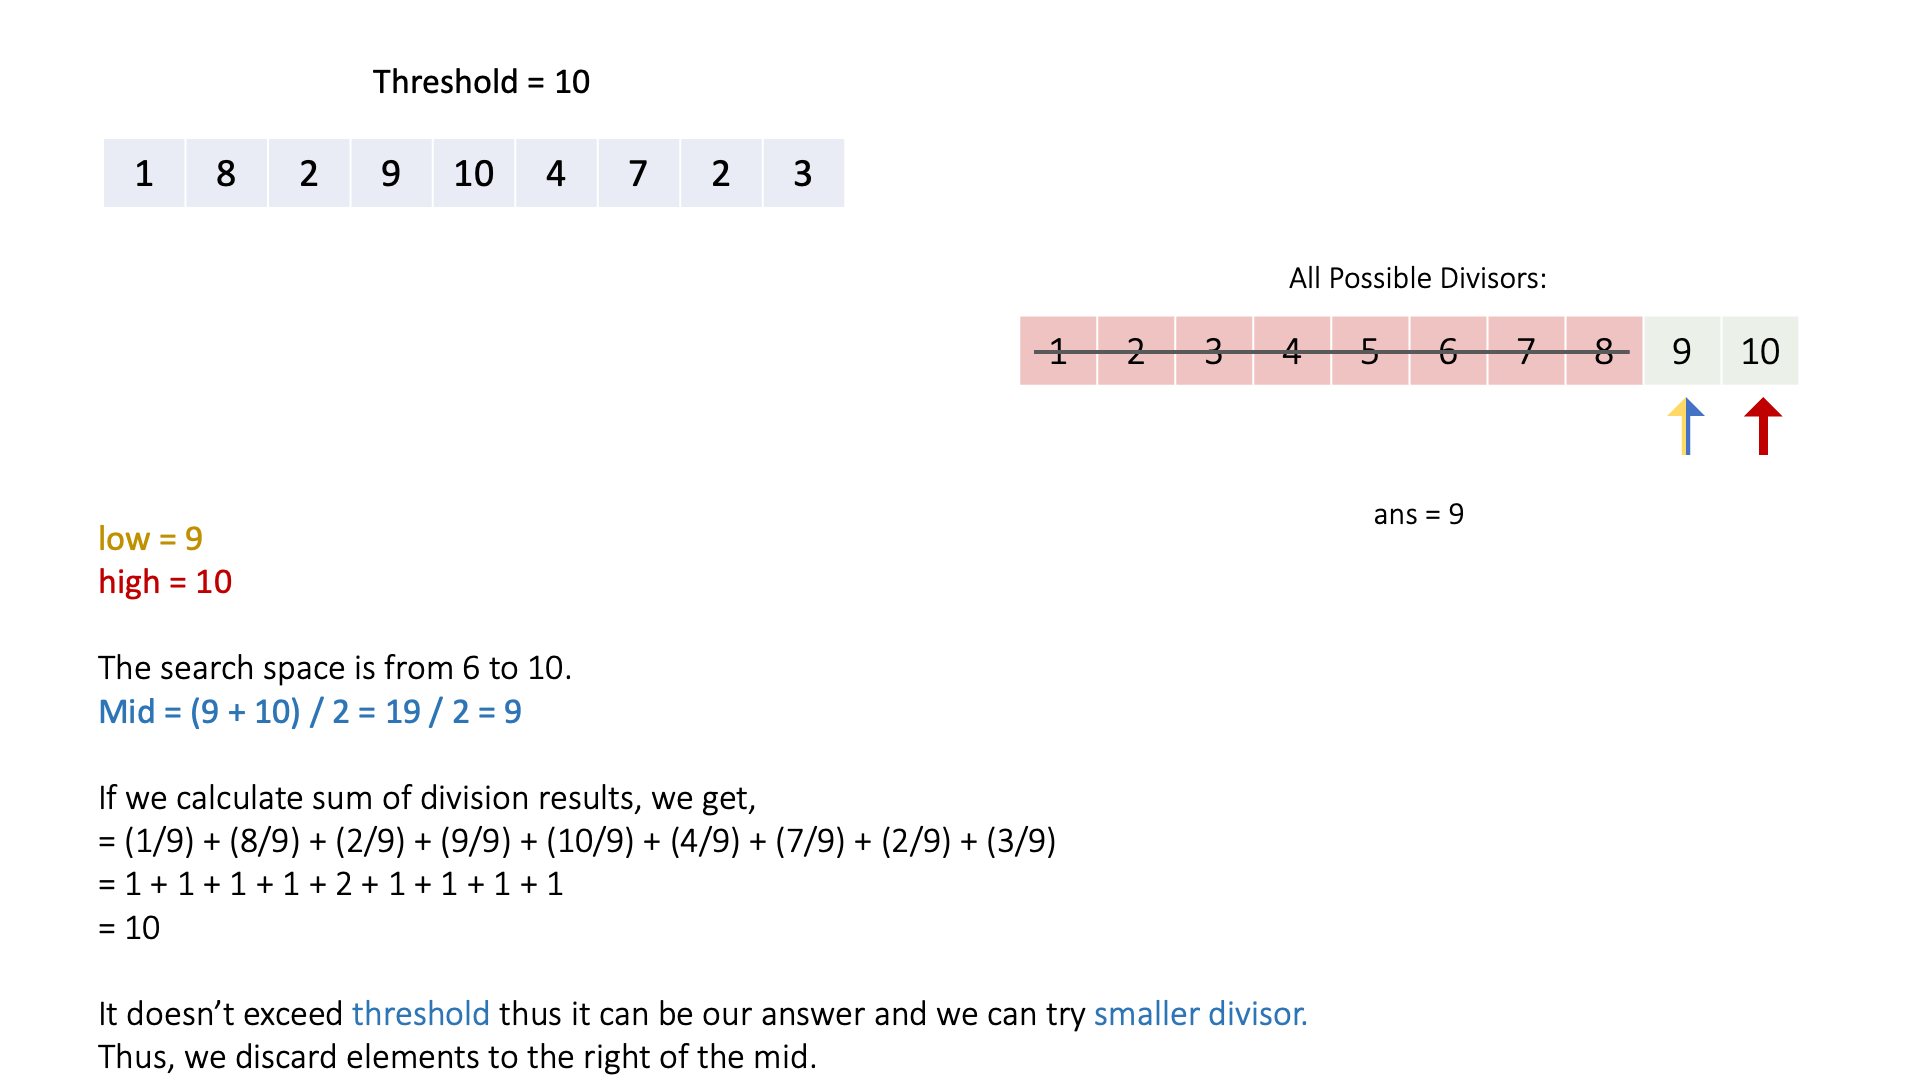 Threshold = 10
1 8 2 9 10 4 7 2 3
All Possible Divisors:
1 2 3 4 5 6 7 8 9 10
ans = 9
low = 9
high = 10
The search space is from 6 to 10.
Mid = (9 + 10) / 2 = 19 / 2 = 9
If we calculate sum of division results, we get,
= (1/9) + (8/9) + (2/9) + (9/9) + (10/9) + (4/9) + (7/9) + (2/9) + (3/9)
= 1 + 1 + 1 + 1 + 2 + 1 + 1 + 1 + 1
= 10
It doesn’t exceed threshold thus it can be our answer and we can try smaller divisor.
Thus, we discard elements to the right of the mid.